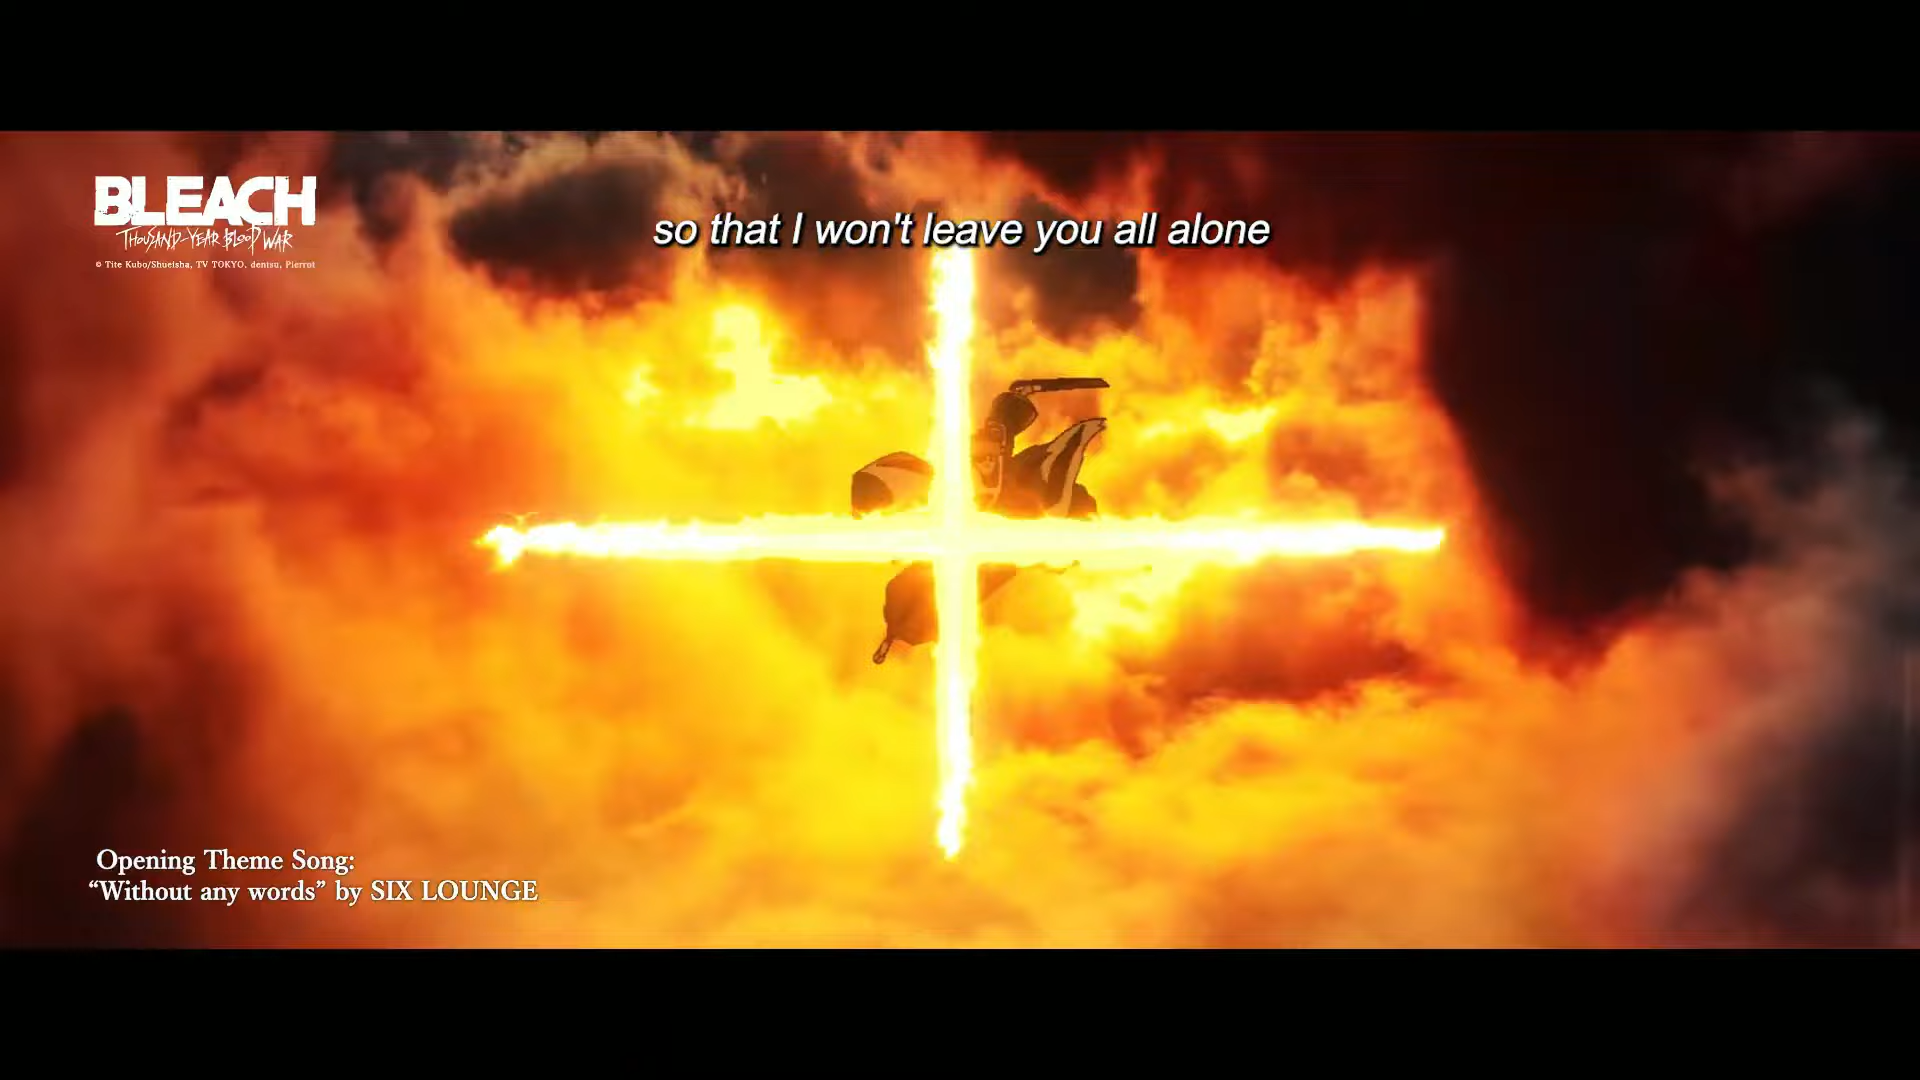 BLEACH
THOUSAND-YEAR BLOOD WAR
© Tite Kubo/Shueisha, TV TOKYO, dentsu, Pierrot
so that I won't leave you all alone
Opening Theme Song:
“Without any words” by SIX LOUNGE